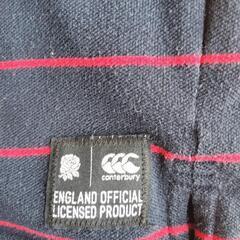 canterbury
ENGLAND OFFICIAL
LICENSED PRODUCT